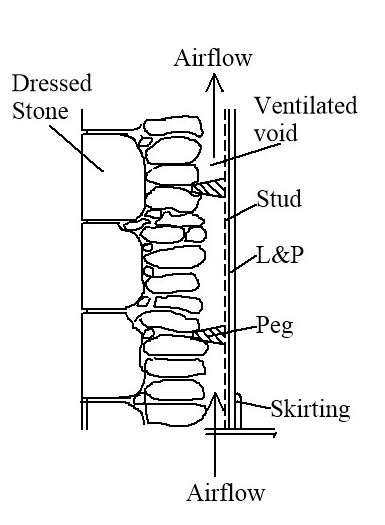 Airflow
Dressed
Stone
Ventilated
void
Stud
L&P
Peg
Skirting
Airflow